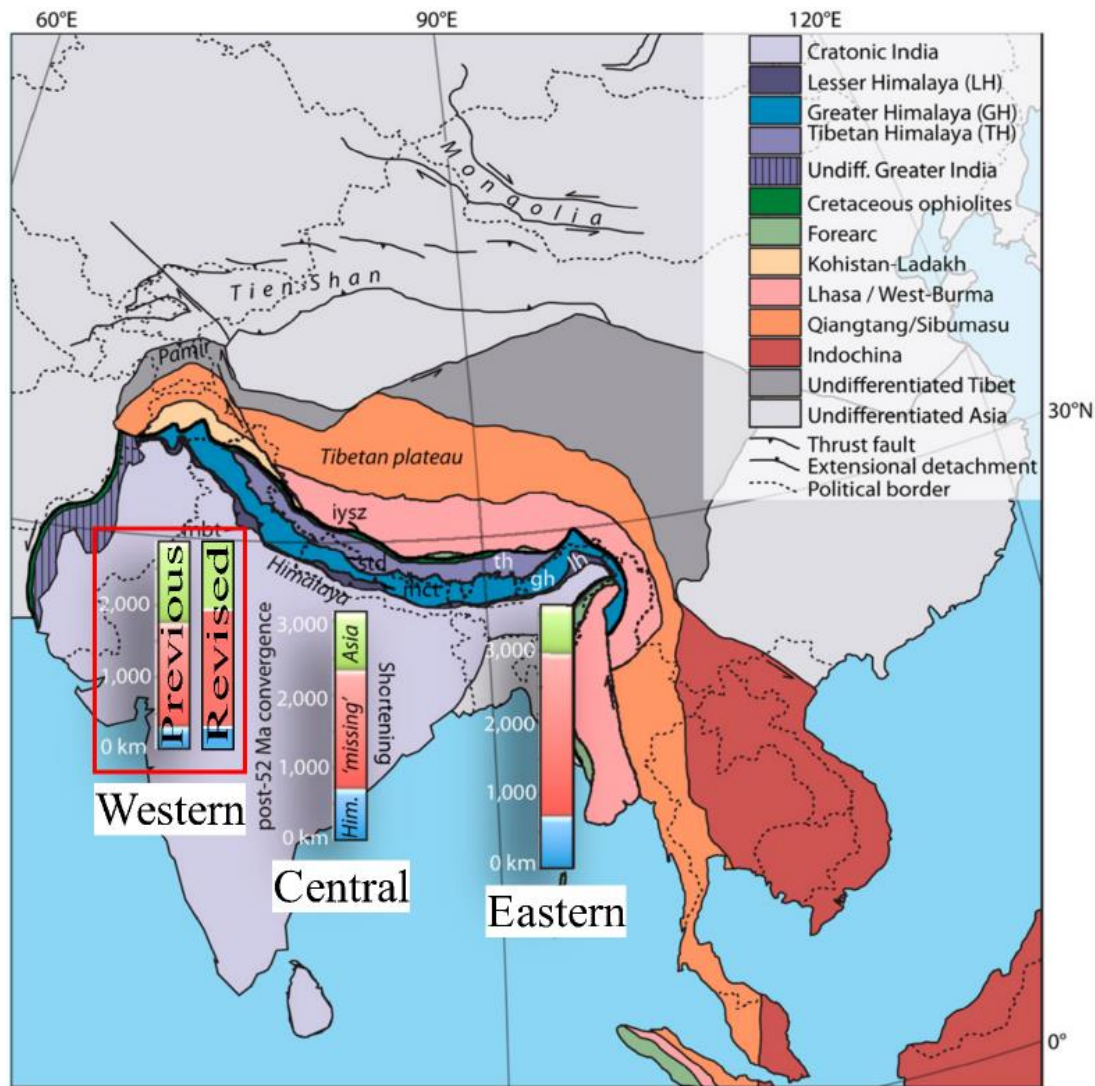 60°E
90°E
120°E
Cratonic India
Lesser Himalaya (LH)
Greater Himalaya (GH)
Tibetan Himalaya (TH)
Undiff. Greater India
Cretaceous ophiolites
Forearc
Kohistan-Ladakh
Lhasa / West-Burma
Qiangtang/Sibumasu
Indochina
Undifferentiated Tibet
Undifferentiated Asia
Thrust fault
Extensional detachment
Political border
30°N
0°
Mongolia
Tien Shan
Pamir
Tibetan plateau
iysz
mbt
std
th
lh
gh
mct
Himalaya
2,000
1,000
0 km
Previous
Revised
Western
post-52 Ma convergence
3,000
2,000
1,000
0 km
Asia
'missing'
Him.
Shortening
Central
3,000
2,000
1,000
0 km
Eastern